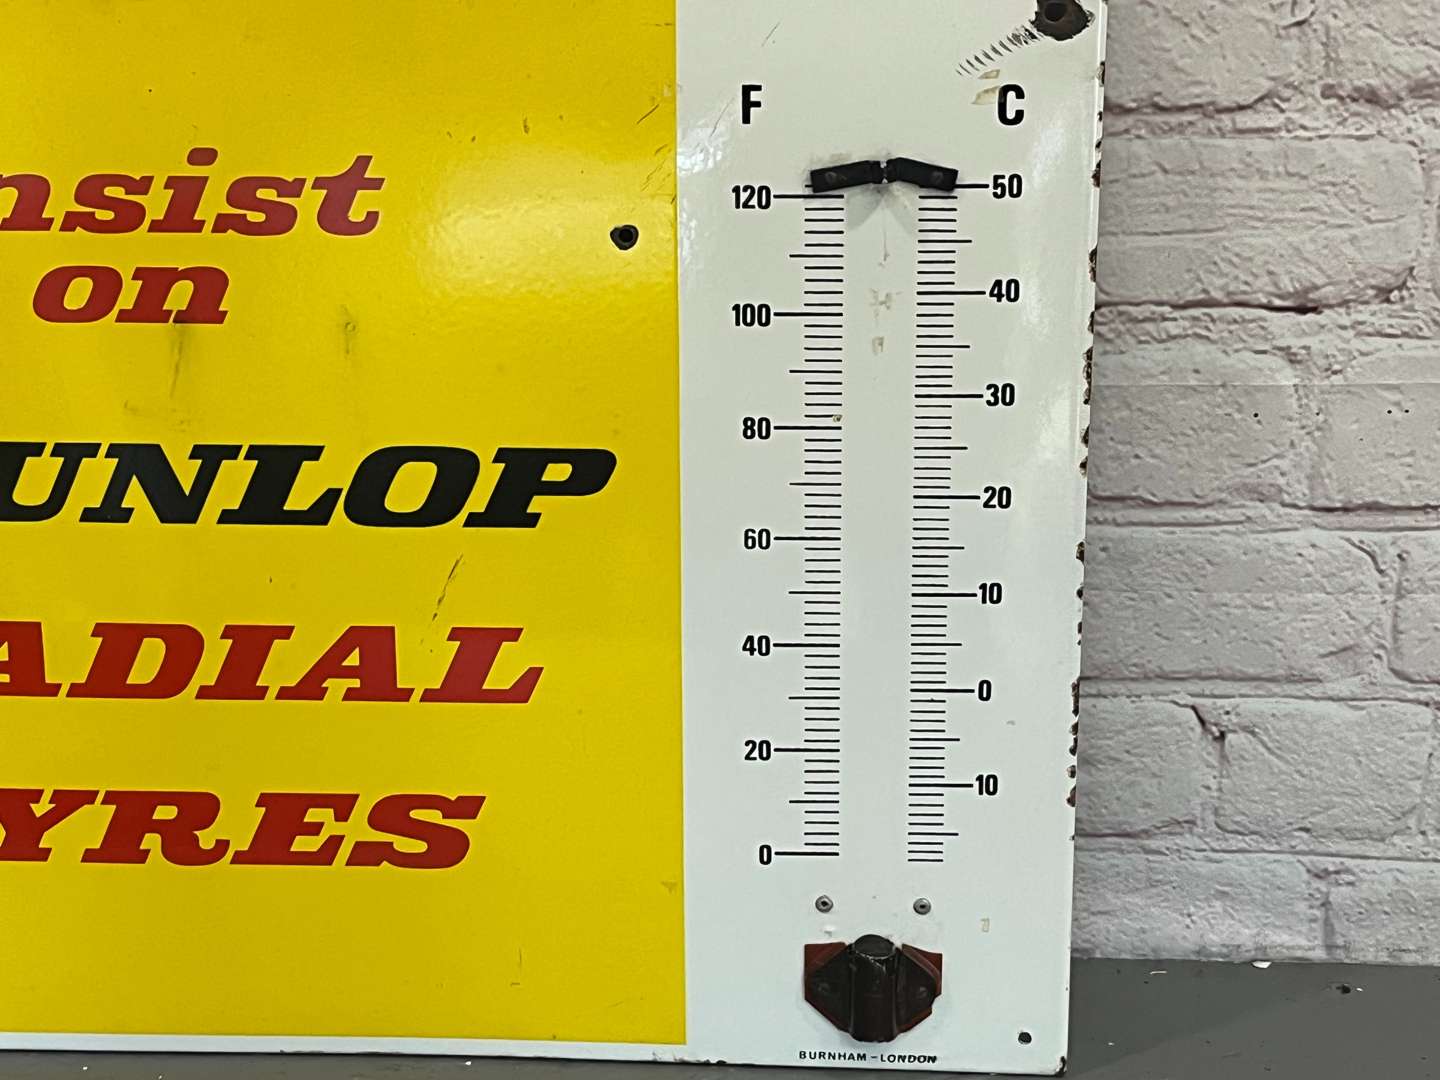 nsist
on
UNLOP
ADIAL
YRES
F C
120 50
100 40
80 30
60 20
40 10
20 0
0 10
BURNHAM-LONDON